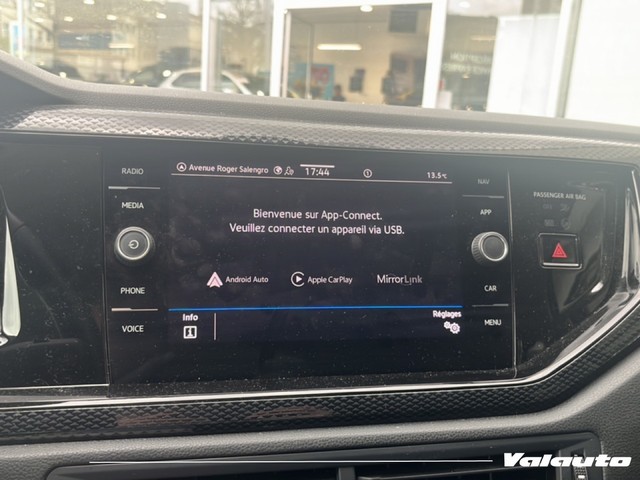 RADIO
MEDIA
PHONE
VOICE
Avenue Roger Salengro 17:44 13.5°C
Bienvenue sur App-Connect.
Veuillez connecter un appareil via USB.
Android Auto Apple CarPlay MirrorLink
Info Réglages
NAV
APP
CAR
MENU
PASSENGER AIR BAG
Valauto